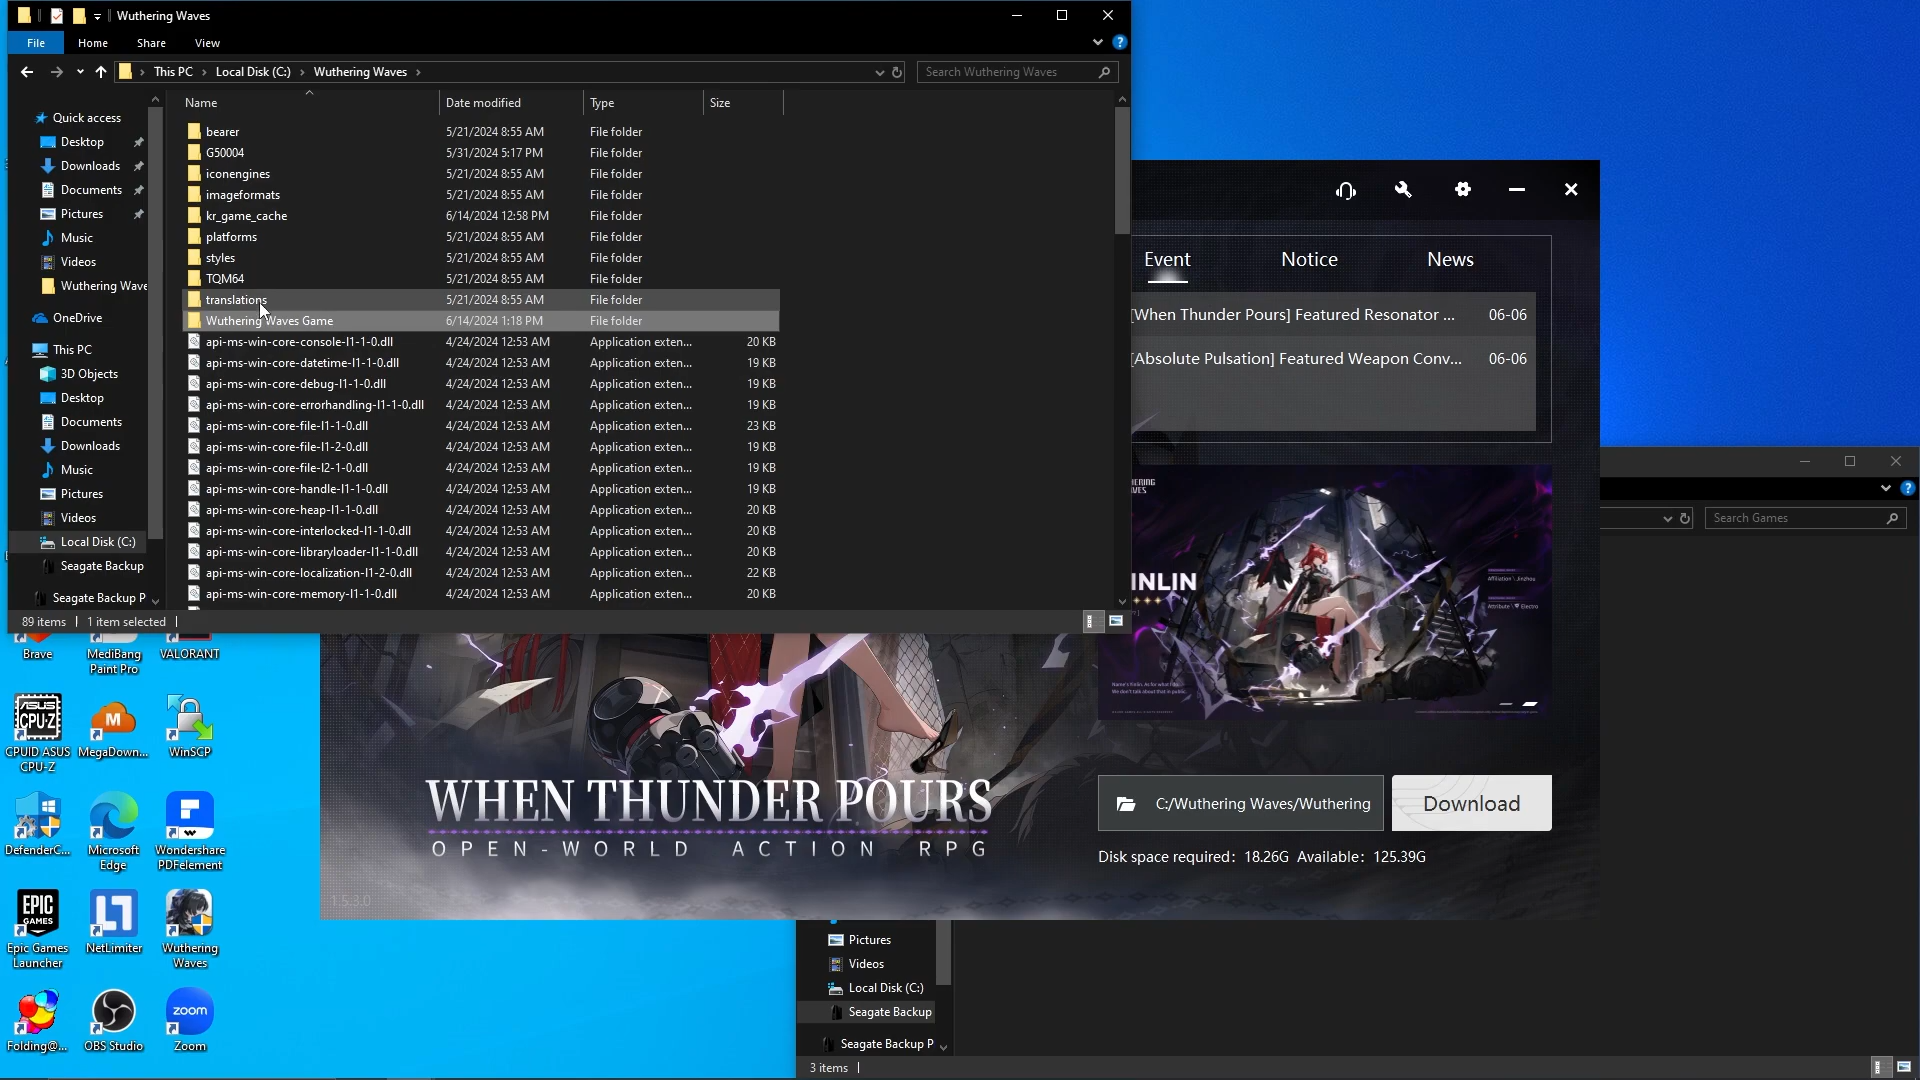 Wuthering Waves
File Home Share View
This PC Local Disk (C:) Wuthering Waves
Search Wuthering Waves
Name Date modified Type Size
Quick access
Desktop
Downloads
Documents
Pictures
Music
Videos
Wuthering Wave
OneDrive
This PC
3D Objects
Desktop
Documents
Downloads
Music
Pictures
Videos
Local Disk (C:)
Seagate Backup
Seagate Backup P
bearer 5/21/2024 8:55 AM File folder
G50004 5/31/2024 5:17 PM File folder
iconengines 5/21/2024 8:55 AM File folder
imageformats 5/21/2024 8:55 AM File folder
kr_game_cache 6/14/2024 12:58 PM File folder
platforms 5/21/2024 8:55 AM File folder
styles 5/21/2024 8:55 AM File folder
TQM64 5/21/2024 8:55 AM File folder
translations 5/21/2024 8:55 AM File folder
Wuthering Waves Game 6/14/2024 1:18 PM File folder
api-ms-win-core-console-l1-1-0.dll 4/24/2024 12:53 AM Application exten... 20 KB
api-ms-win-core-datetime-l1-1-0.dll 4/24/2024 12:53 AM Application exten... 19 KB
api-ms-win-core-debug-l1-1-0.dll 4/24/2024 12:53 AM Application exten... 19 KB
api-ms-win-core-errorhandling-l1-1-0.dll 4/24/2024 12:53 AM Application exten... 19 KB
api-ms-win-core-file-l1-1-0.dll 4/24/2024 12:53 AM Application exten... 23 KB
api-ms-win-core-file-l1-2-0.dll 4/24/2024 12:53 AM Application exten... 19 KB
api-ms-win-core-file-l2-1-0.dll 4/24/2024 12:53 AM Application exten... 19 KB
api-ms-win-core-handle-l1-1-0.dll 4/24/2024 12:53 AM Application exten... 19 KB
api-ms-win-core-heap-l1-1-0.dll 4/24/2024 12:53 AM Application exten... 20 KB
api-ms-win-core-interlocked-l1-1-0.dll 4/24/2024 12:53 AM Application exten... 20 KB
api-ms-win-core-libraryloader-l1-1-0.dll 4/24/2024 12:53 AM Application exten... 20 KB
api-ms-win-core-localization-l1-2-0.dll 4/24/2024 12:53 AM Application exten... 22 KB
api-ms-win-core-memory-l1-1-0.dll 4/24/2024 12:53 AM Application exten... 20 KB
89 items 1 item selected
Event Notice News
[When Thunder Pours] Featured Resonator ... 06-06
[Absolute Pulsation] Featured Weapon Conv... 06-06
INLIN
Affiliation \ Jinzhou
Attribute \ Electro
WHEN THUNDER POURS
OPEN-WORLD ACTION RPG
C:/Wuthering Waves/Wuthering
Download
Disk space required: 18.26G Available: 125.39G
1.5.3.0
Search Games
Pictures
Videos
Local Disk (C:)
Seagate Backup
Seagate Backup P
3 items
Brave
MediBang Paint Pro
VALORANT
ASUS
CPU-Z
CPUID ASUS CPU-Z
MegaDown...
WinSCP
DefenderC...
Microsoft Edge
Wondershare PDFelement
EPIC GAMES
Epic Games Launcher
NetLimiter
Wuthering Waves
Folding@...
OBS Studio
zoom
Zoom